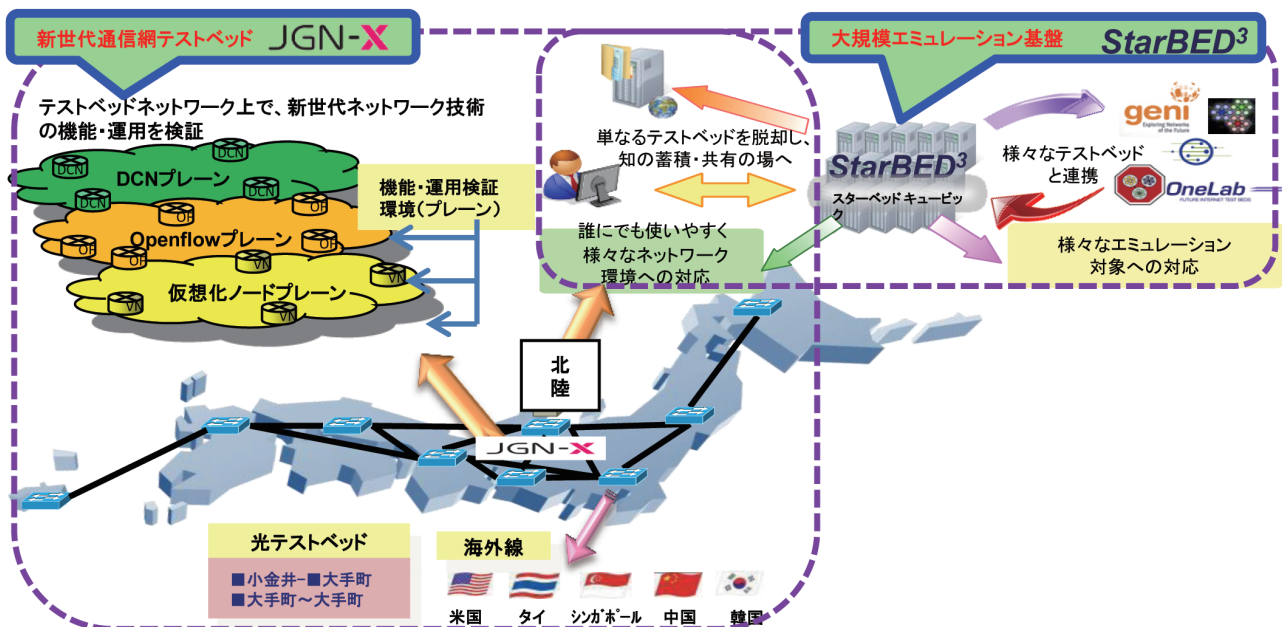 新世代通信網テストベッド JGN-X
テストベッドネットワーク上で、新世代ネットワーク技術
の機能・運用を検証
DCN
DCN
DCN
DCN
DCNプレーン
OF
OF
OF
OF
OF
Openflowプレーン
VN
VN
VN
VN
仮想化ノードプレーン
機能・運用検証
環境(プレーン)
単なるテストベッドを脱却し、
知の蓄積・共有の場へ
誰にでも使いやすく
様々なネットワーク
環境への対応
大規模エミュレーション基盤 StarBED³
StarBED³
スターベッド キュービッ
ク
geni
Exploring Networks
of the Future
様々なテストベッド
と連携
OneLab
FUTURE INTERNET TEST BEDS
様々なエミュレーション
対象への対応
北
陸
JGN-X
光テストベッド
■小金井-■大手町
■大手町~大手町
海外線
米国
タイ
シンガポール
中国
韓国